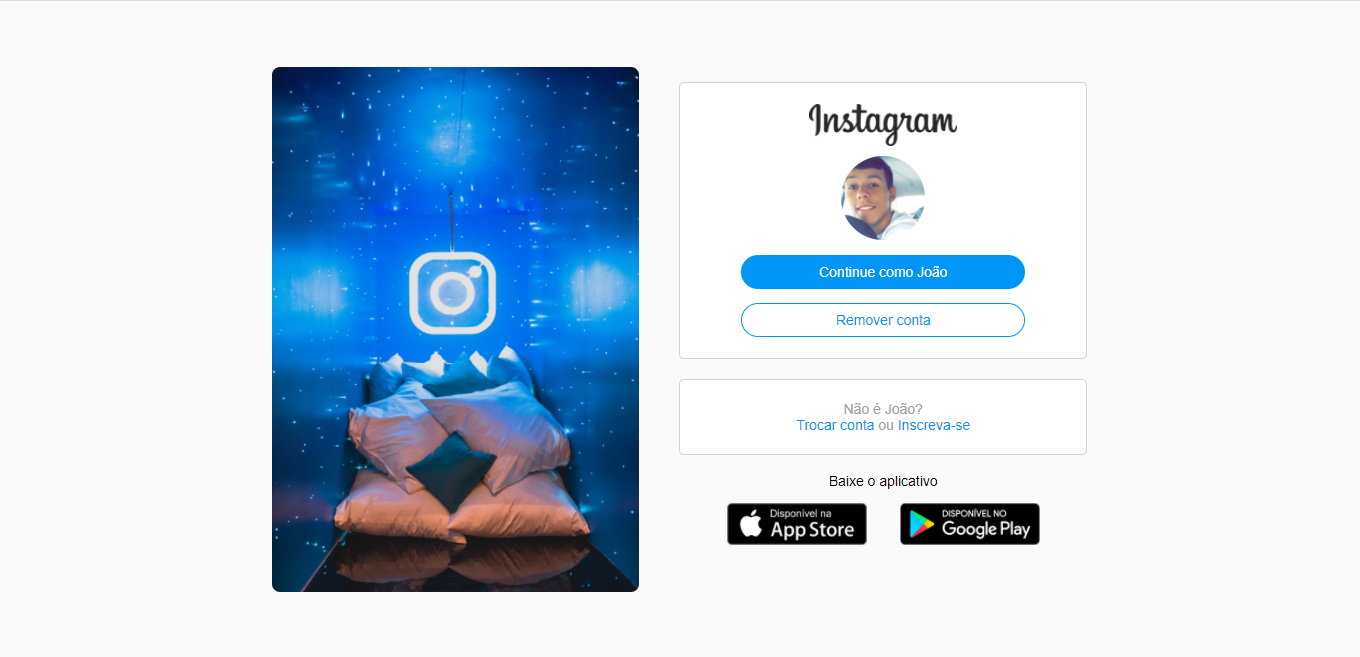 Instagram
Continue como João
Remover conta
Não é João?
Trocar conta ou Inscreva-se
Baixe o aplicativo
Disponível na
App Store
DISPONÍVEL NO
Google Play